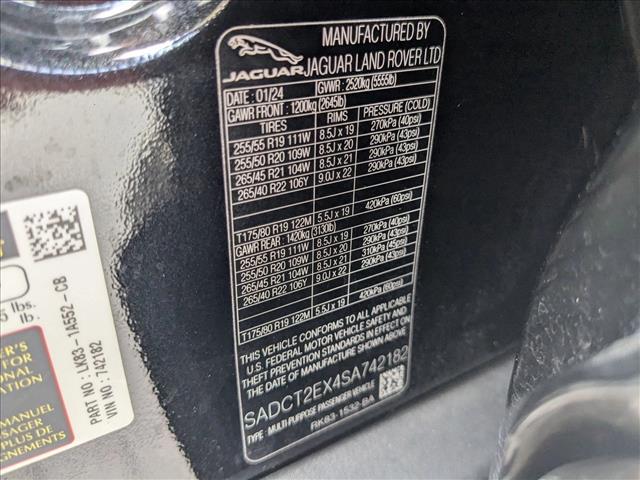 MANUFACTURED BY
JAGUAR JAGUAR LAND ROVER LTD
DATE : 01/24 GVWR : 2520kg (5555lb)
GAWR FRONT : 1200kg (2645lb)
TIRES RIMS PRESSURE (COLD)
255/55 R19 111W 8.5J x 19 270kPa (40psi)
255/50 R20 109W 8.5J x 20 290kPa (43psi)
265/45 R21 104W 8.5J x 21 290kPa (43psi)
265/40 R22 106Y 9.0J x 22 290kPa (43psi)
T175/80 R19 122M 5.5J x 19 420kPa (60psi)
GAWR REAR : 1420kg (3130lb)
255/55 R19 111W 8.5J x 19 270kPa (40psi)
255/50 R20 109W 8.5J x 20 290kPa (43psi)
265/45 R21 104W 8.5J x 21 310kPa (45psi)
265/40 R22 106Y 9.0J x 22 290kPa (43psi)
T175/80 R19 122M 5.5J x 19 420kPa (60psi)
THIS VEHICLE CONFORMS TO ALL APPLICABLE
U.S. FEDERAL MOTOR VEHICLE SAFETY AND
THEFT PREVENTION STANDARDS IN EFFECT ON
THE DATE OF MANUFACTURE SHOWN ABOVE
SADCT2EX4SA742182
TYPE : MULTI-PURPOSE PASSENGER VEHICLE
RK83-1532-BA
5 lbs.
lb.
PART NO : LK83-1A552-CB
VIN NO : 742182
FOR
MANUEL